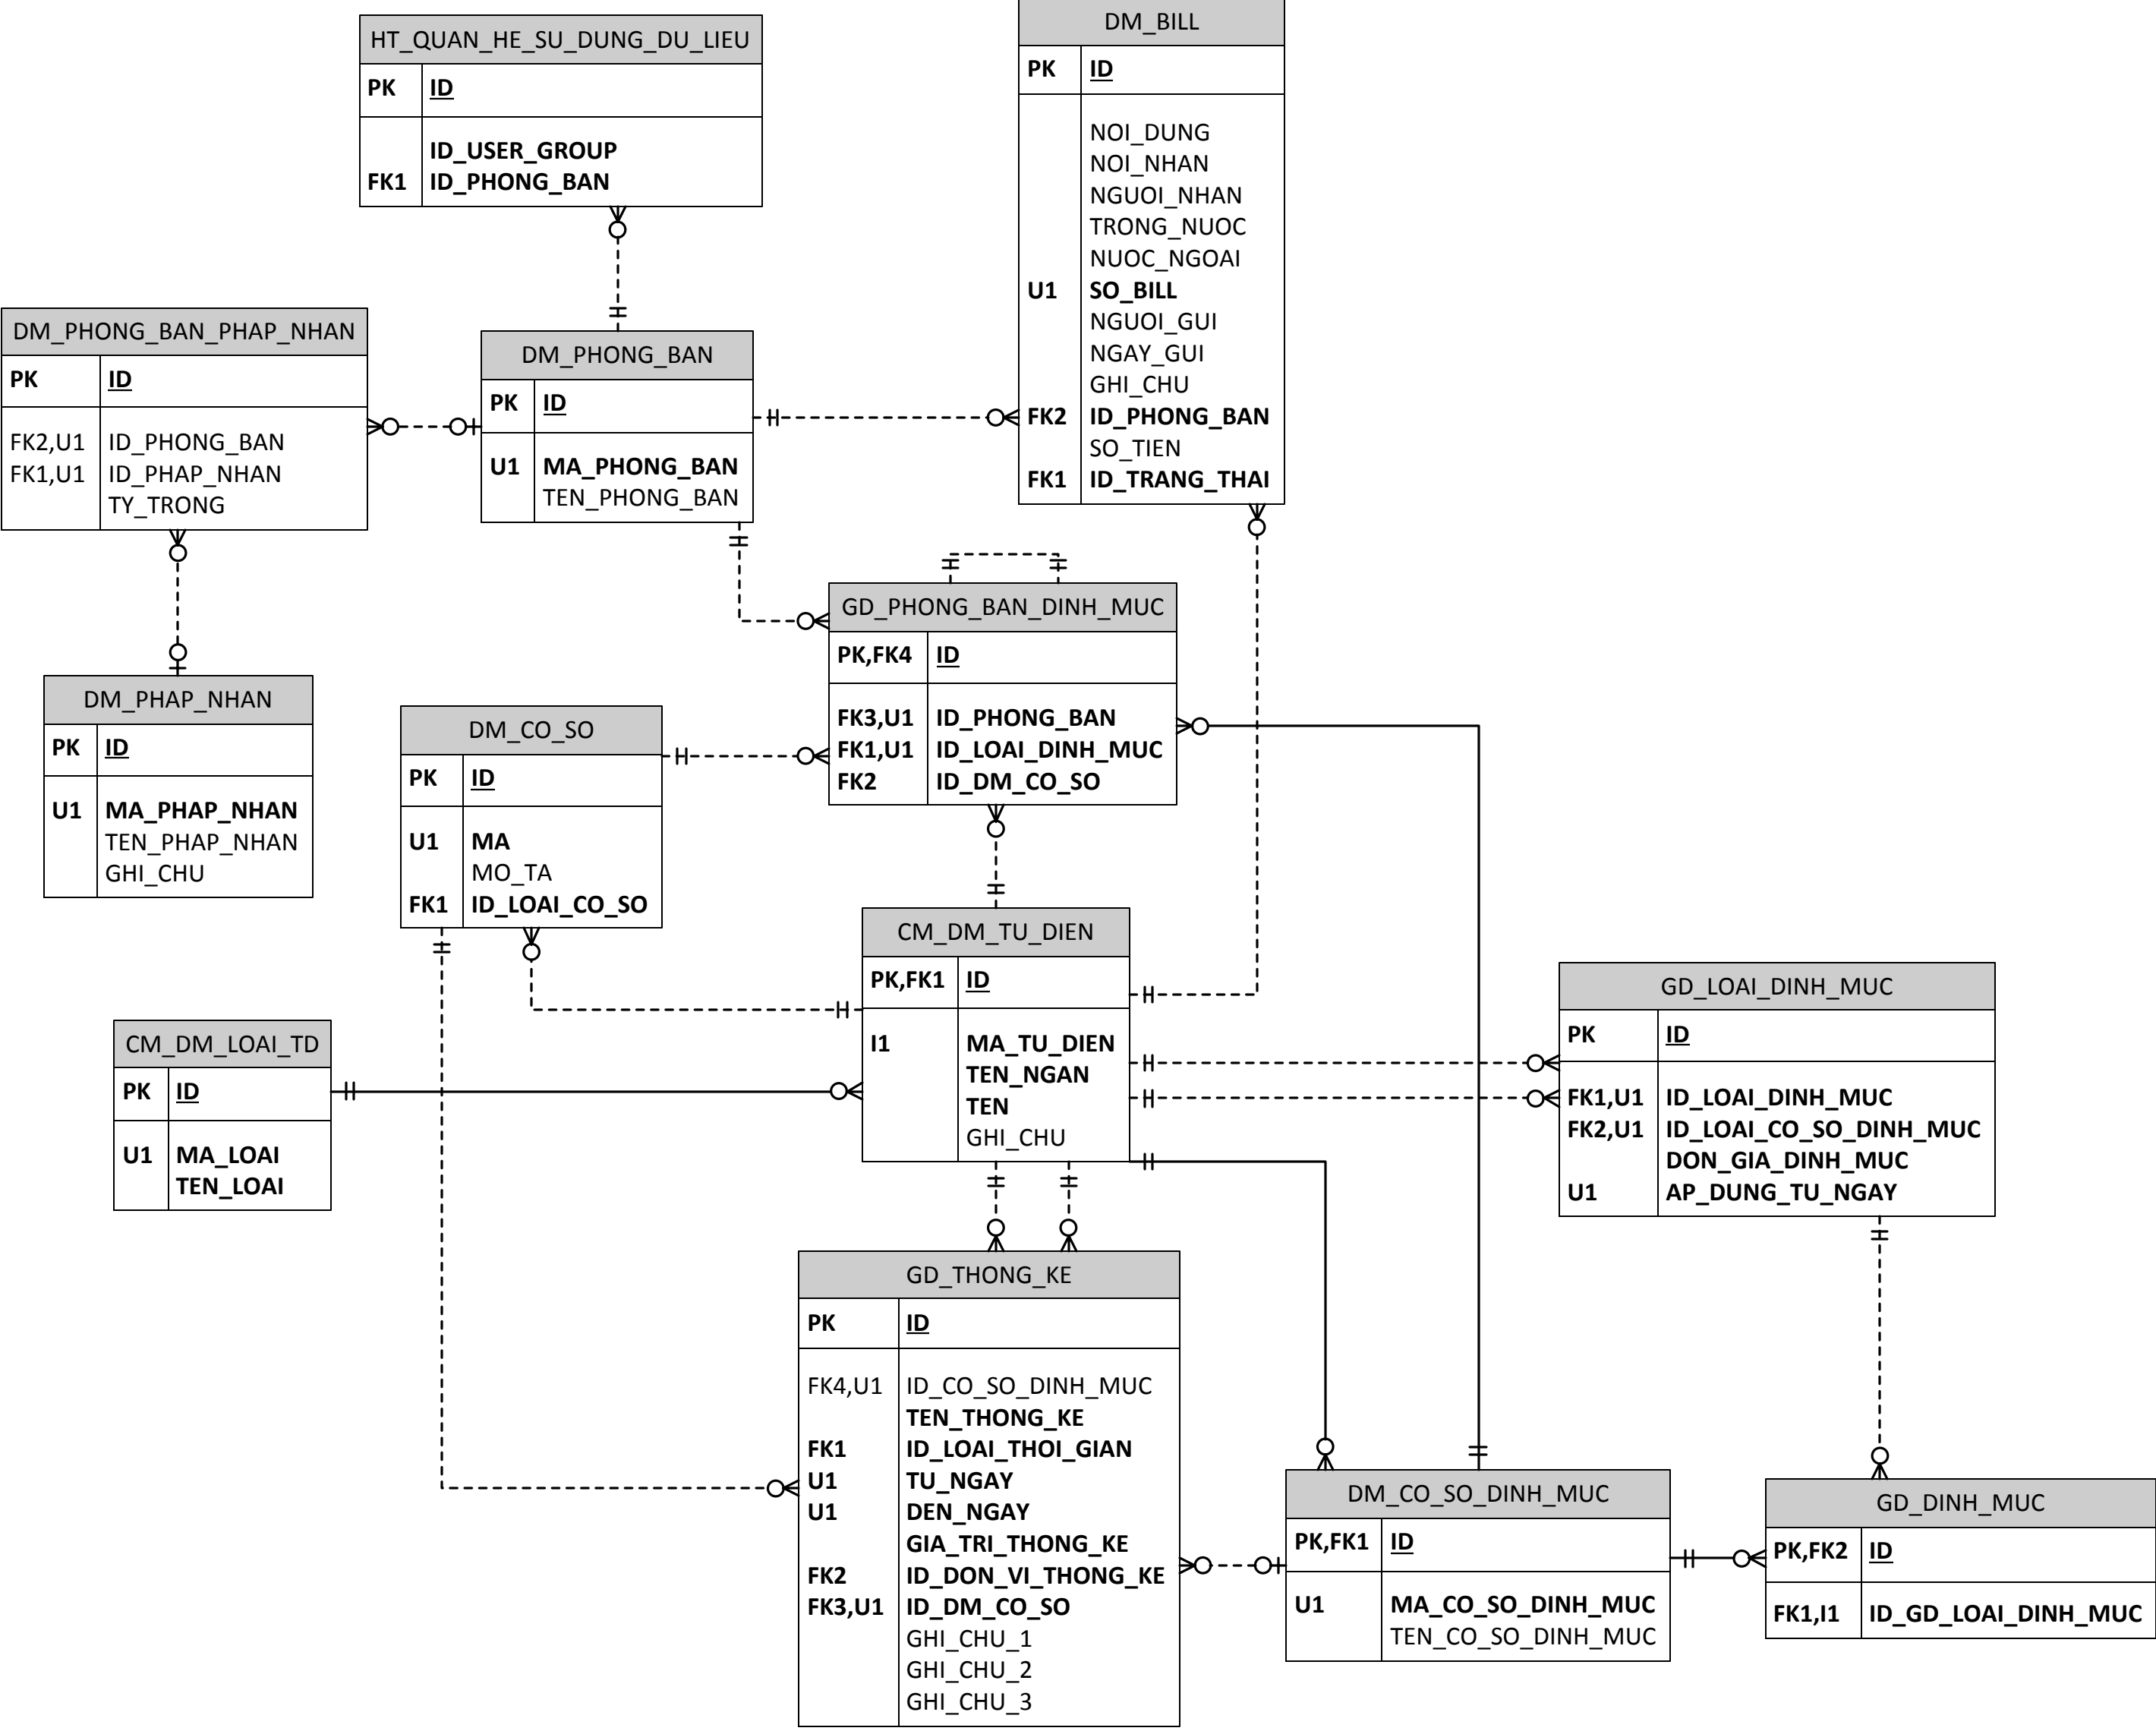 HT_QUAN_HE_SU_DUNG_DU_LIEU
PK ID
ID_USER_GROUP
FK1 ID_PHONG_BAN
DM_BILL
PK ID
NOI_DUNG
NOI_NHAN
NGUOI_NHAN
TRONG_NUOC
NUOC_NGOAI
U1 SO_BILL
NGUOI_GUI
NGAY_GUI
GHI_CHU
FK2 ID_PHONG_BAN
SO_TIEN
FK1 ID_TRANG_THAI
DM_PHONG_BAN_PHAP_NHAN
PK ID
FK2,U1 ID_PHONG_BAN
FK1,U1 ID_PHAP_NHAN
TY_TRONG
DM_PHONG_BAN
PK ID
U1 MA_PHONG_BAN
TEN_PHONG_BAN
GD_PHONG_BAN_DINH_MUC
PK,FK4 ID
FK3,U1 ID_PHONG_BAN
FK1,U1 ID_LOAI_DINH_MUC
FK2 ID_DM_CO_SO
DM_PHAP_NHAN
PK ID
U1 MA_PHAP_NHAN
TEN_PHAP_NHAN
GHI_CHU
DM_CO_SO
PK ID
U1 MA
MO_TA
FK1 ID_LOAI_CO_SO
CM_DM_TU_DIEN
PK,FK1 ID
I1 MA_TU_DIEN
TEN_NGAN
TEN
GHI_CHU
GD_LOAI_DINH_MUC
PK ID
FK1,U1 ID_LOAI_DINH_MUC
FK2,U1 ID_LOAI_CO_SO_DINH_MUC
DON_GIA_DINH_MUC
U1 AP_DUNG_TU_NGAY
CM_DM_LOAI_TD
PK ID
U1 MA_LOAI
TEN_LOAI
GD_THONG_KE
PK ID
FK4,U1 ID_CO_SO_DINH_MUC
TEN_THONG_KE
FK1 ID_LOAI_THOI_GIAN
U1 TU_NGAY
U1 DEN_NGAY
GIA_TRI_THONG_KE
FK2 ID_DON_VI_THONG_KE
FK3,U1 ID_DM_CO_SO
GHI_CHU_1
GHI_CHU_2
GHI_CHU_3
DM_CO_SO_DINH_MUC
PK,FK1 ID
U1 MA_CO_SO_DINH_MUC
TEN_CO_SO_DINH_MUC
GD_DINH_MUC
PK,FK2 ID
FK1,I1 ID_GD_LOAI_DINH_MUC